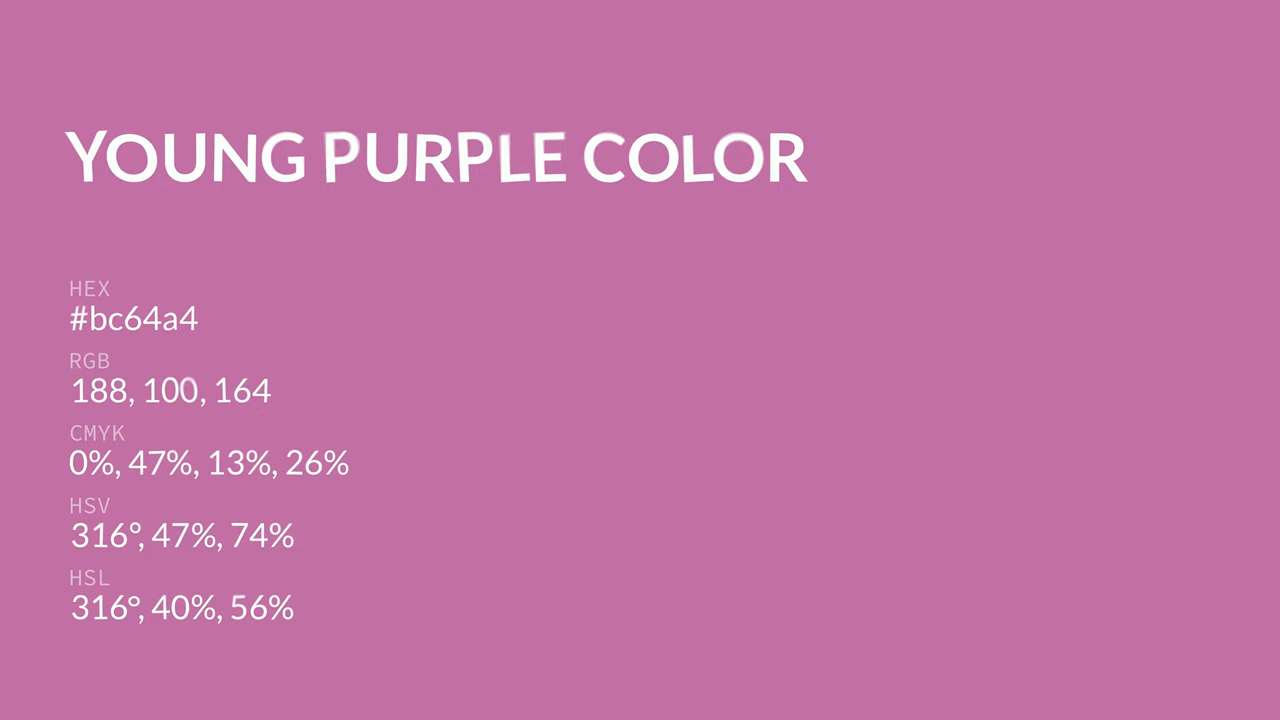 YOUNG PURPLE COLOR
HEX
#bc64a4
RGB
188, 100, 164
CMYK
0%, 47%, 13%, 26%
HSV
316°, 47%, 74%
HSL
316°, 40%, 56%